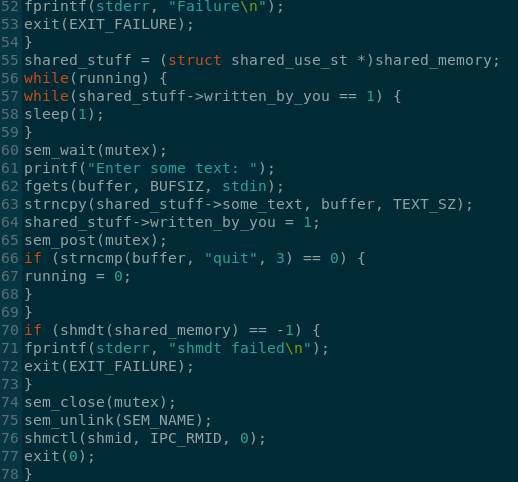 52 fprintf(stderr, "Failure\n");
53 exit(EXIT_FAILURE);
54 }
55 shared_stuff = (struct shared_use_st *)shared_memory;
56 while(running) {
57 while(shared_stuff->written_by_you == 1) {
58 sleep(1);
59 }
60 sem_wait(mutex);
61 printf("Enter some text: ");
62 fgets(buffer, BUFSIZ, stdin);
63 strncpy(shared_stuff->some_text, buffer, TEXT_SZ);
64 shared_stuff->written_by_you = 1;
65 sem_post(mutex);
66 if (strncmp(buffer, "quit", 3) == 0) {
67 running = 0;
68 }
69 }
70 if (shmdt(shared_memory) == -1) {
71 fprintf(stderr, "shmdt failed\n");
72 exit(EXIT_FAILURE);
73 }
74 sem_close(mutex);
75 sem_unlink(SEM_NAME);
76 shmctl(shmid, IPC_RMID, 0);
77 exit(0);
78 }